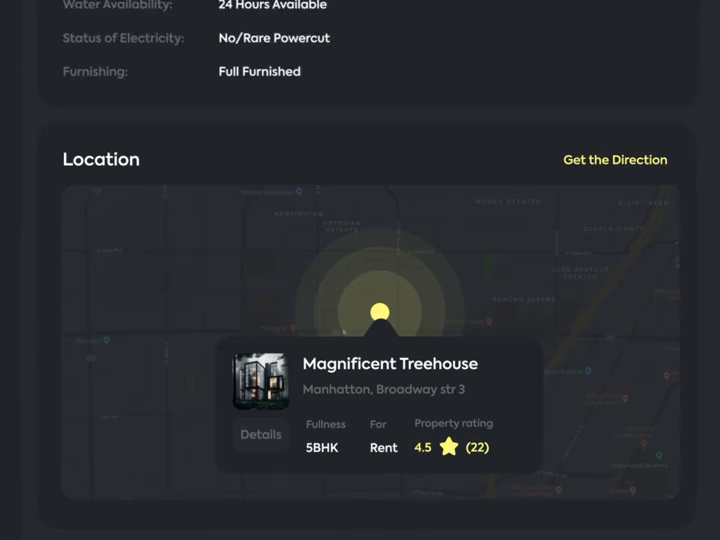 Water Availability: 24 Hours Available
Status of Electricity: No/Rare Powercut
Furnishing: Full Furnished
Location
Get the Direction
Magnificent Treehouse
Manhatton, Broadway str 3
Details
Fullness For Property rating
5BHK Rent 4.5 (22)